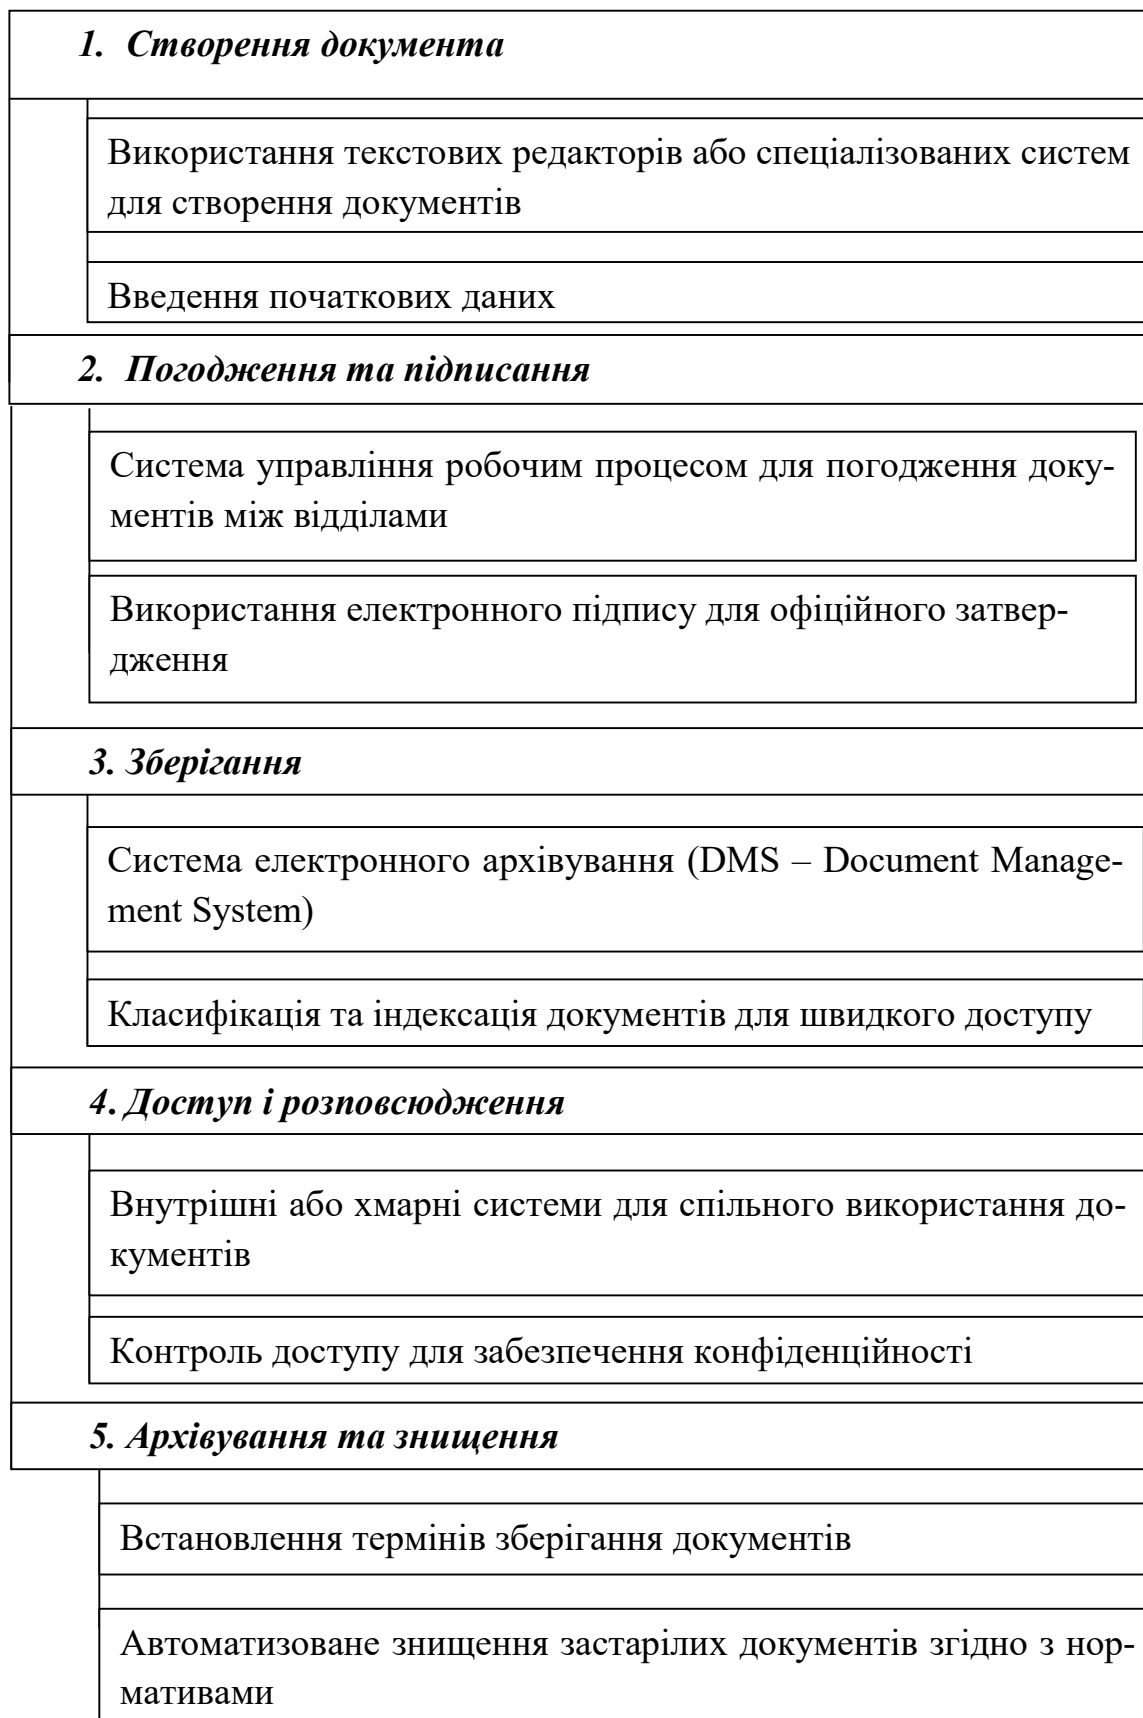 1. Створення документа
Використання текстових редакторів або спеціалізованих систем
для створення документів
Введення початкових даних
2. Погодження та підписання
Система управління робочим процесом для погодження доку-
ментів між відділами
Використання електронного підпису для офіційного затвер-
дження
3. Зберігання
Система електронного архівування (DMS – Document Manage-
ment System)
Класифікація та індексація документів для швидкого доступу
4. Доступ і розповсюдження
Внутрішні або хмарні системи для спільного використання до-
кументів
Контроль доступу для забезпечення конфіденційності
5. Архівування та знищення
Встановлення термінів зберігання документів
Автоматизоване знищення застарілих документів згідно з нор-
мативами